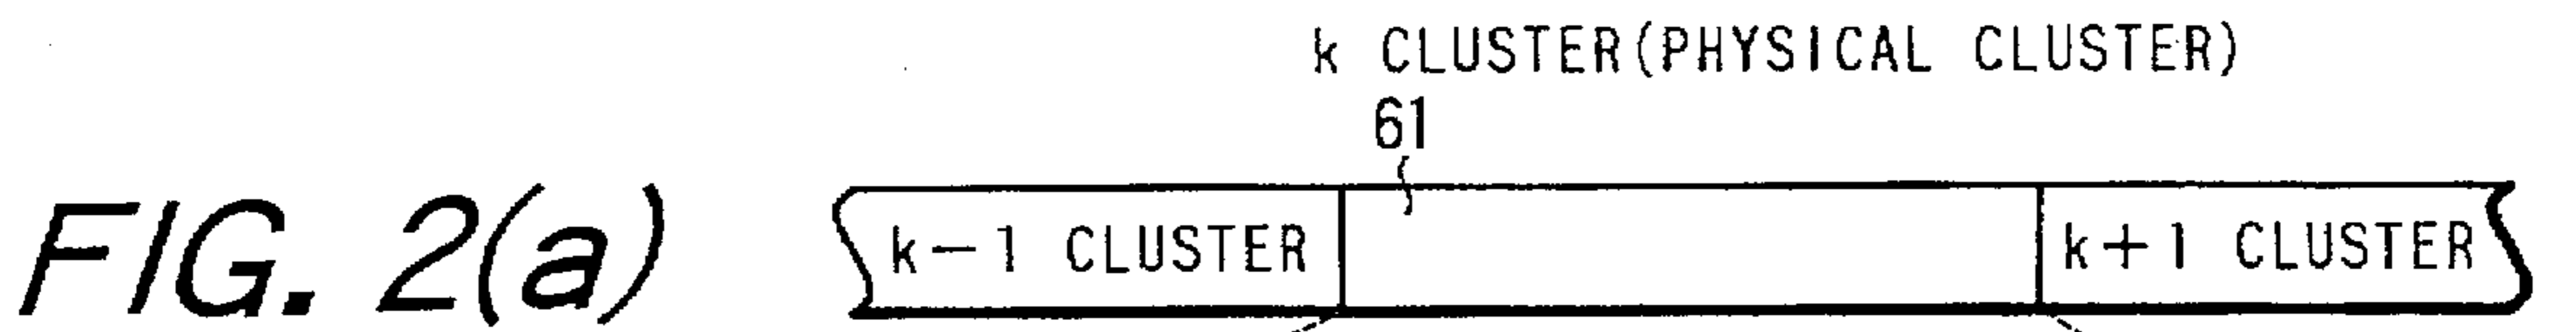 k CLUSTER(PHYSICAL CLUSTER)
61
FIG. 2(a)
k-1 CLUSTER
k+1 CLUSTER